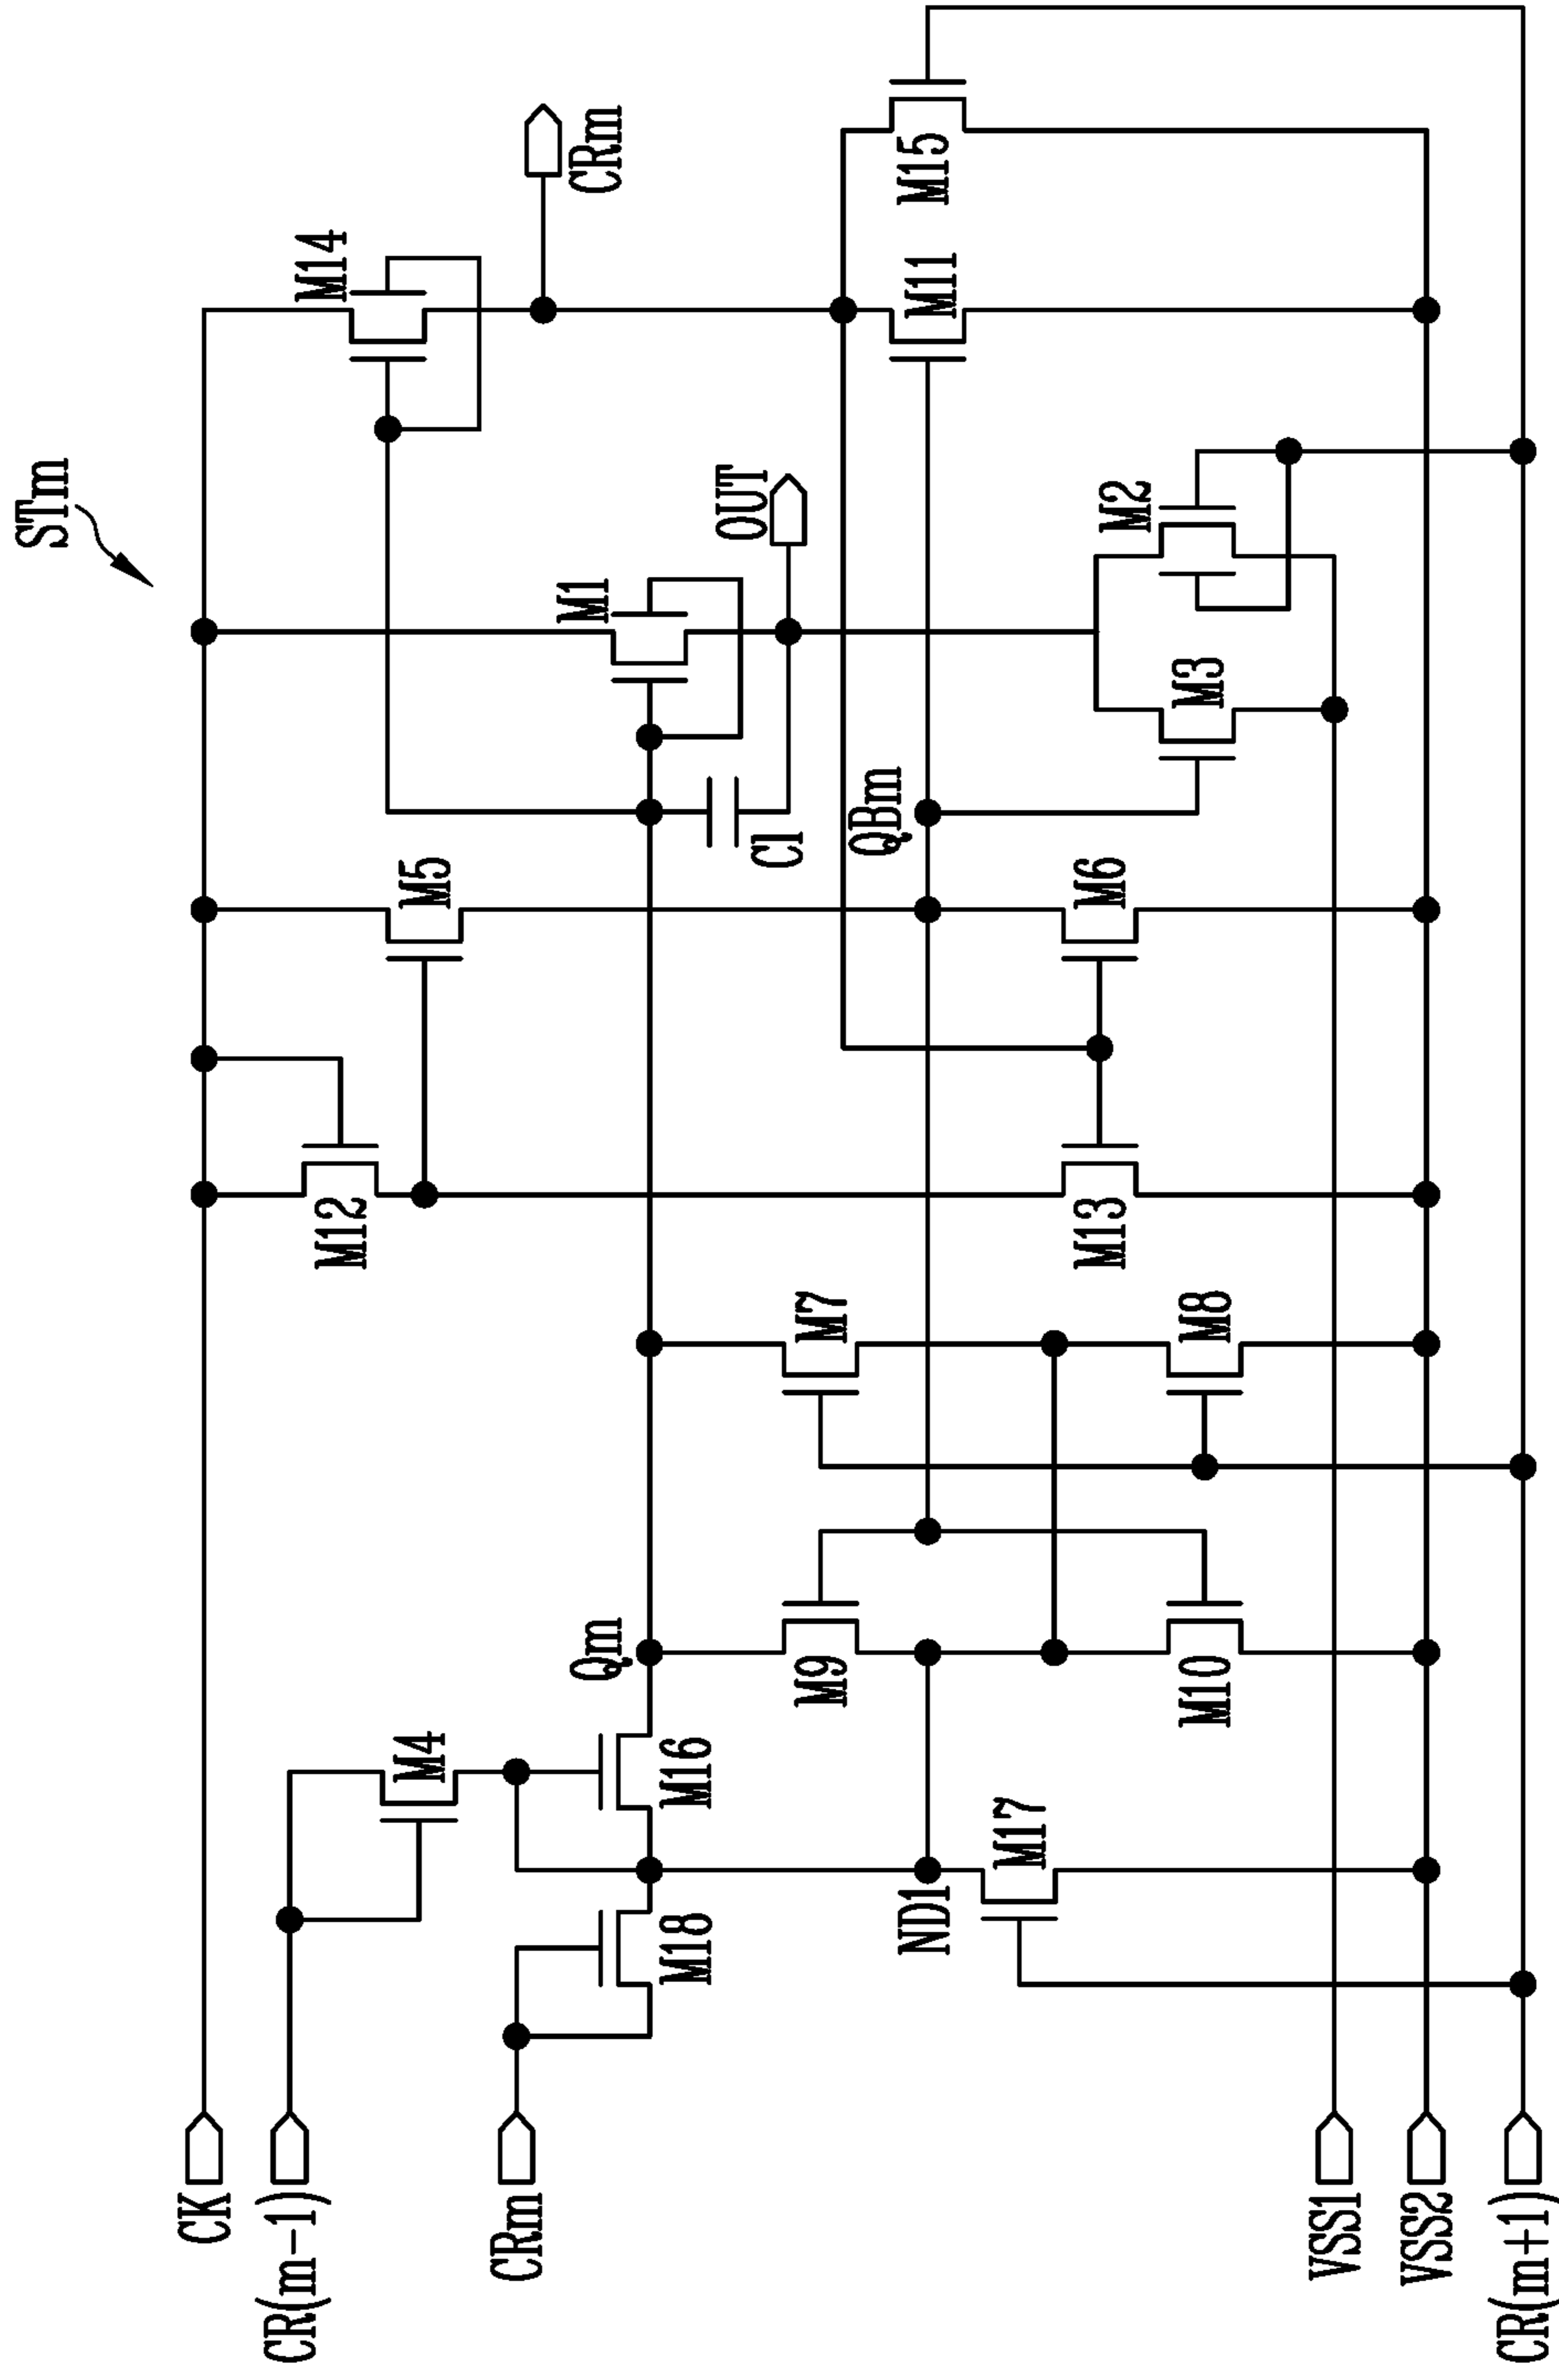 STm
CK
CR(m-1)
CRm
VSS1
VSS2
CR(m+1)
M4
M18
M16
Qm
ND1
M17
M9
M10
M7
M8
M12
M13
M5
M6
C1
QBm
M1
OUT
M3
M2
M14
CRm
M11
M15